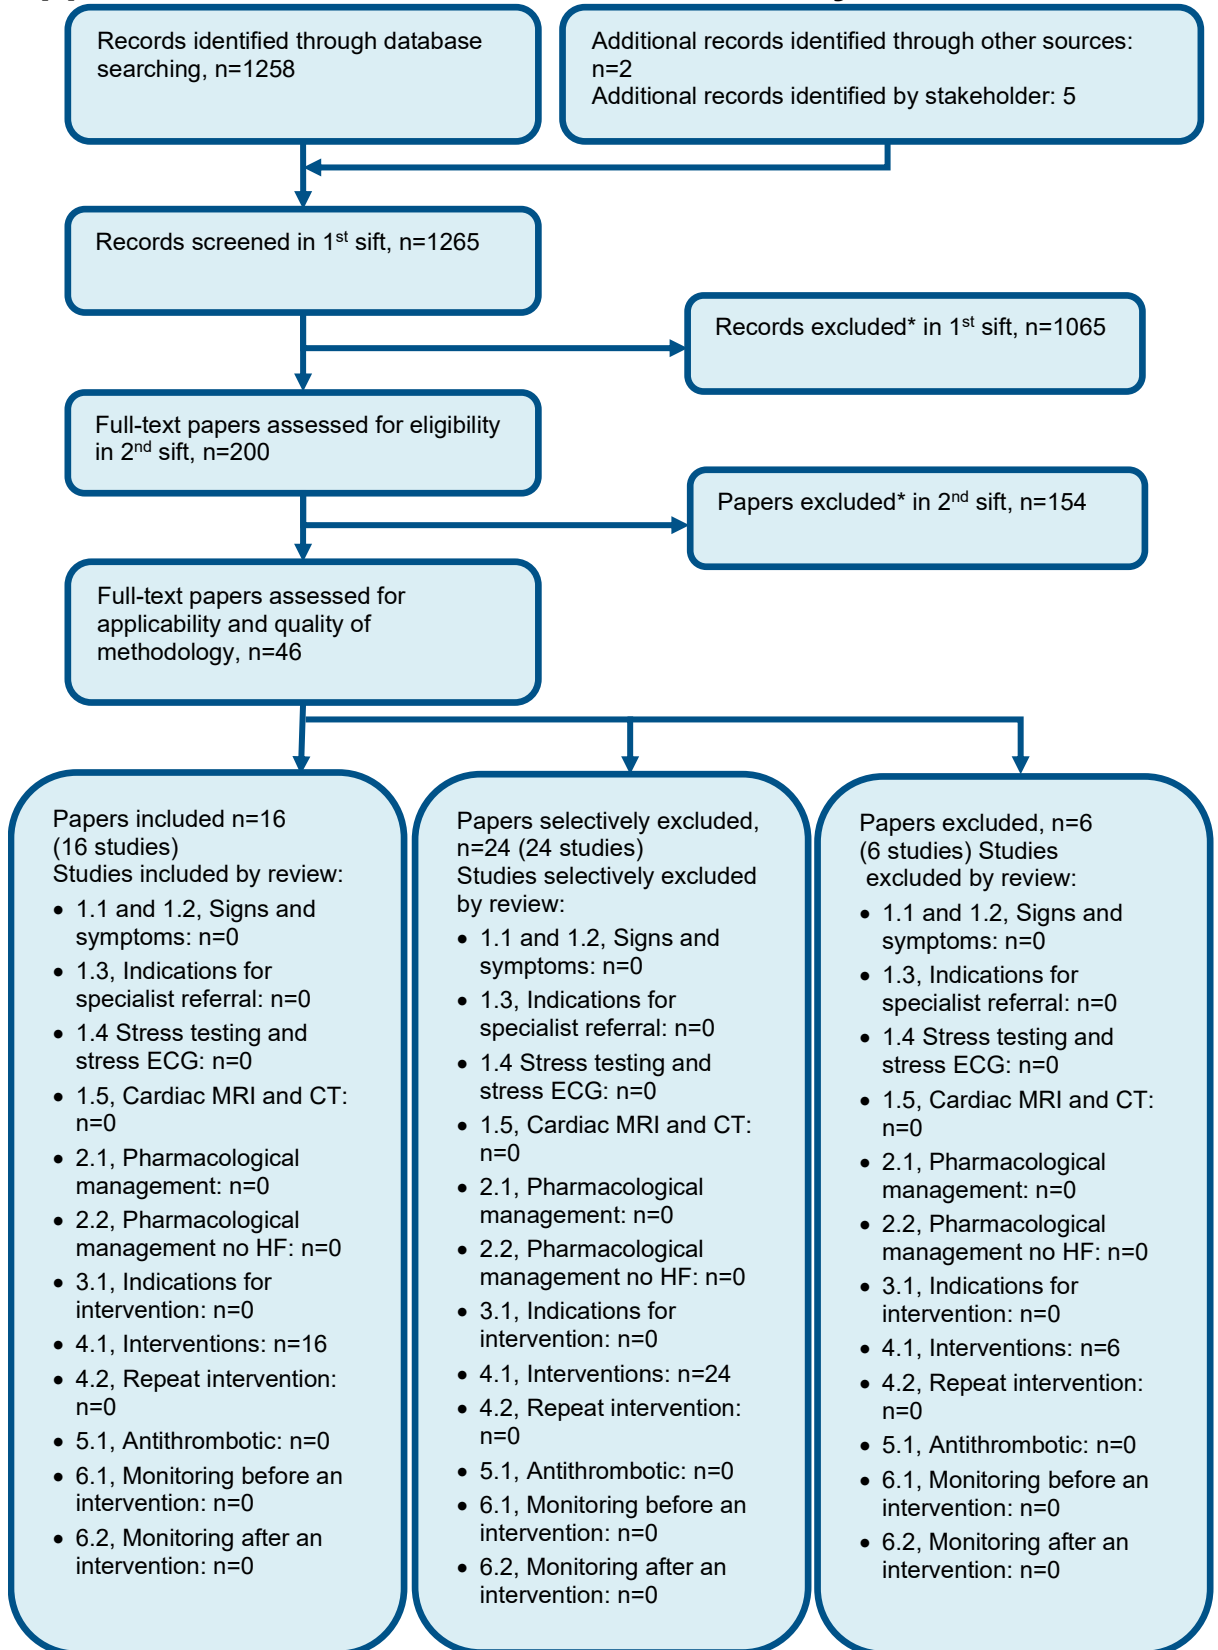 Records identified through database
searching, n=1258
Additional records identified through other sources:
n=2
Additional records identified by stakeholder: 5
Records screened in 1st sift, n=1265
Records excluded* in 1st sift, n=1065
Full-text papers assessed for eligibility
in 2nd sift, n=200
Papers excluded* in 2nd sift, n=154
Full-text papers assessed for
applicability and quality of
methodology, n=46
Papers included n=16
(16 studies)
Studies included by review:
• 1.1 and 1.2, Signs and
symptoms: n=0
• 1.3, Indications for
specialist referral: n=0
• 1.4 Stress testing and
stress ECG: n=0
• 1.5, Cardiac MRI and CT:
n=0
• 2.1, Pharmacological
management: n=0
• 2.2, Pharmacological
management no HF: n=0
• 3.1, Indications for
intervention: n=0
• 4.1, Interventions: n=16
• 4.2, Repeat intervention:
n=0
• 5.1, Antithrombotic: n=0
• 6.1, Monitoring before an
intervention: n=0
• 6.2, Monitoring after an
intervention: n=0
Papers selectively excluded,
n=24 (24 studies)
Studies selectively excluded
by review:
• 1.1 and 1.2, Signs and
symptoms: n=0
• 1.3, Indications for
specialist referral: n=0
• 1.4 Stress testing and
stress ECG: n=0
• 1.5, Cardiac MRI and CT:
n=0
• 2.1, Pharmacological
management: n=0
• 2.2, Pharmacological
management no HF: n=0
• 3.1, Indications for
intervention: n=0
• 4.1, Interventions: n=24
• 4.2, Repeat intervention:
n=0
• 5.1, Antithrombotic: n=0
• 6.1, Monitoring before an
intervention: n=0
• 6.2, Monitoring after an
intervention: n=0
Papers excluded, n=6
(6 studies) Studies
excluded by review:
• 1.1 and 1.2, Signs and
symptoms: n=0
• 1.3, Indications for
specialist referral: n=0
• 1.4 Stress testing and
stress ECG: n=0
• 1.5, Cardiac MRI and CT:
n=0
• 2.1, Pharmacological
management: n=0
• 2.2, Pharmacological
management no HF: n=0
• 3.1, Indications for
intervention: n=0
• 4.1, Interventions: n=6
• 4.2, Repeat intervention:
n=0
• 5.1, Antithrombotic: n=0
• 6.1, Monitoring before an
intervention: n=0
• 6.2, Monitoring after an
intervention: n=0